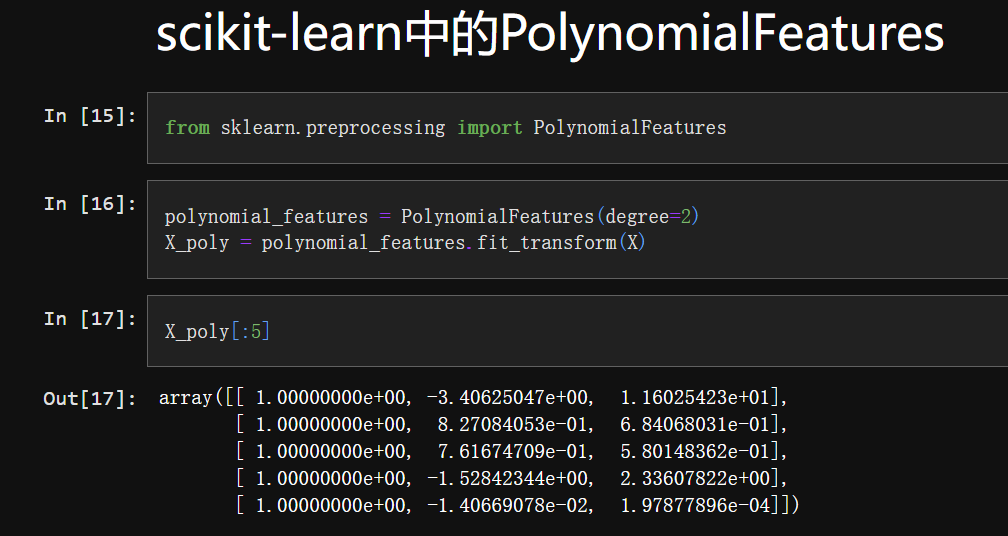 scikit-learn中的PolynomialFeatures
In [15]: from sklearn.preprocessing import PolynomialFeatures
In [16]: polynomial_features = PolynomialFeatures(degree=2)
X_poly = polynomial_features.fit_transform(X)
In [17]: X_poly[:5]
Out[17]: array([[ 1.00000000e+00, -3.40625047e+00, 1.16025423e+01],
[ 1.00000000e+00, 8.27084053e-01, 6.84068031e-01],
[ 1.00000000e+00, 7.61674709e-01, 5.80148362e-01],
[ 1.00000000e+00, -1.52842344e+00, 2.33607822e+00],
[ 1.00000000e+00, -1.40669078e-02, 1.97877896e-04]])